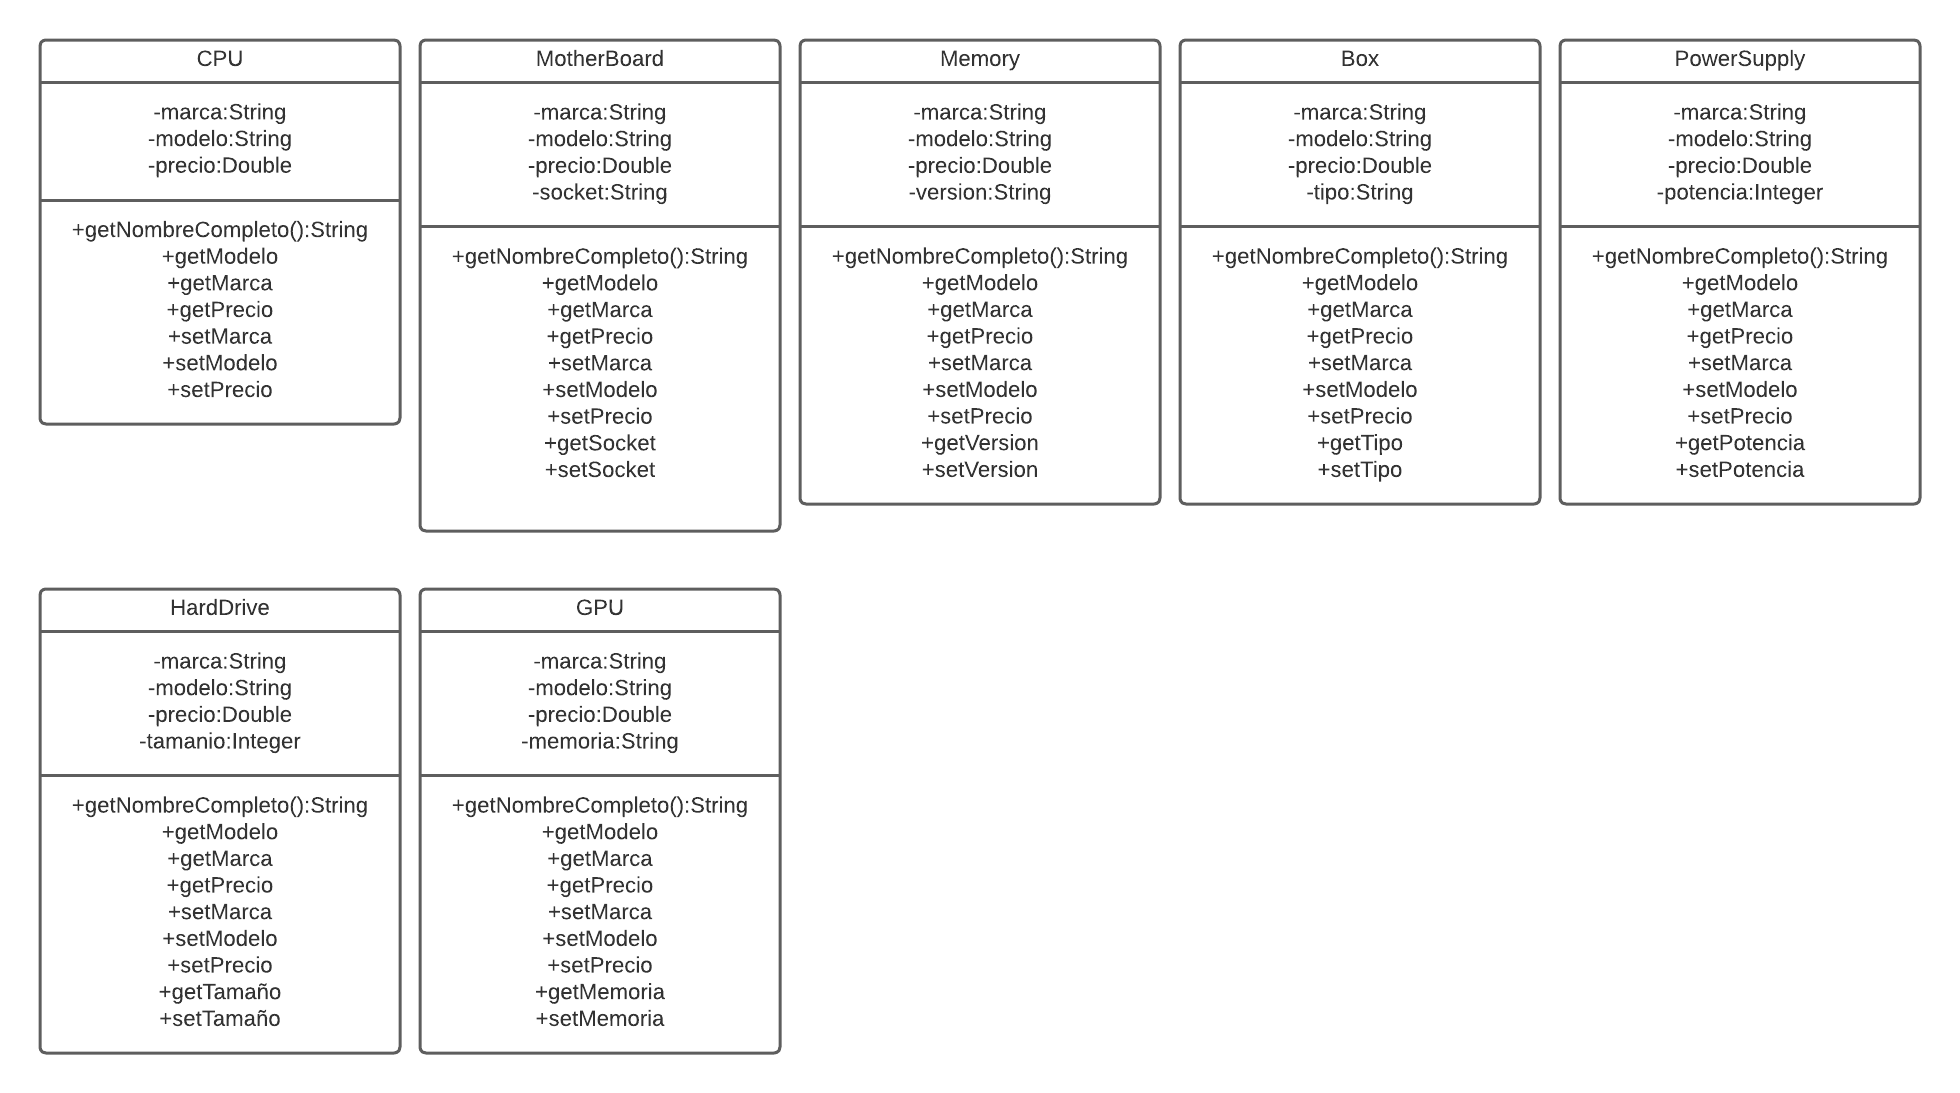 CPU
-marca:String
-modelo:String
-precio:Double
+getNombreCompleto():String
+getModelo
+getMarca
+getPrecio
+setMarca
+setModelo
+setPrecio
MotherBoard
-marca:String
-modelo:String
-precio:Double
-socket:String
+getNombreCompleto():String
+getModelo
+getMarca
+getPrecio
+setMarca
+setModelo
+setPrecio
+getSocket
+setSocket
Memory
-marca:String
-modelo:String
-precio:Double
-version:String
+getNombreCompleto():String
+getModelo
+getMarca
+getPrecio
+setMarca
+setModelo
+setPrecio
+getVersion
+setVersion
Box
-marca:String
-modelo:String
-precio:Double
-tipo:String
+getNombreCompleto():String
+getModelo
+getMarca
+getPrecio
+setMarca
+setModelo
+setPrecio
+getTipo
+setTipo
PowerSupply
-marca:String
-modelo:String
-precio:Double
-potencia:Integer
+getNombreCompleto():String
+getModelo
+getMarca
+getPrecio
+setMarca
+setModelo
+setPrecio
+getPotencia
+setPotencia
HardDrive
-marca:String
-modelo:String
-precio:Double
-tamanio:Integer
+getNombreCompleto():String
+getModelo
+getMarca
+getPrecio
+setMarca
+setModelo
+setPrecio
+getTamaño
+setTamaño
GPU
-marca:String
-modelo:String
-precio:Double
-memoria:String
+getNombreCompleto():String
+getModelo
+getMarca
+getPrecio
+setMarca
+setModelo
+setPrecio
+getMemoria
+setMemoria